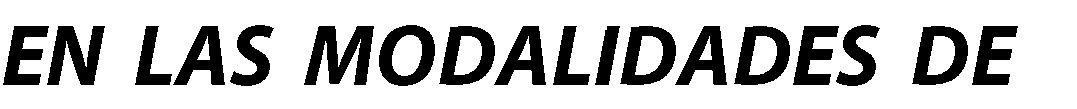 EN LAS MODALIDADES DE